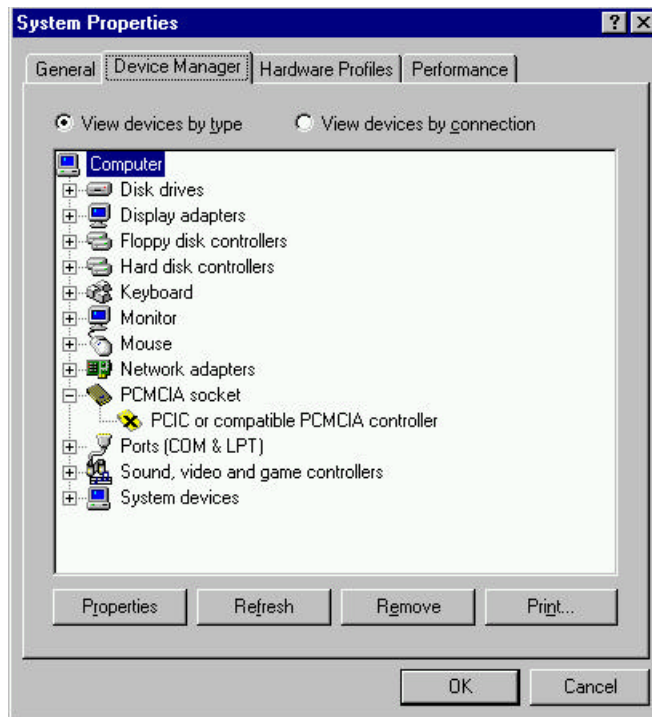 System Properties
General Device Manager Hardware Profiles Performance
View devices by type View devices by connection
Computer
Disk drives
Display adapters
Floppy disk controllers
Hard disk controllers
Keyboard
Monitor
Mouse
Network adapters
PCMCIA socket
PCIC or compatible PCMCIA controller
Ports (COM & LPT)
Sound, video and game controllers
System devices
Properties Refresh Remove Print...
OK Cancel